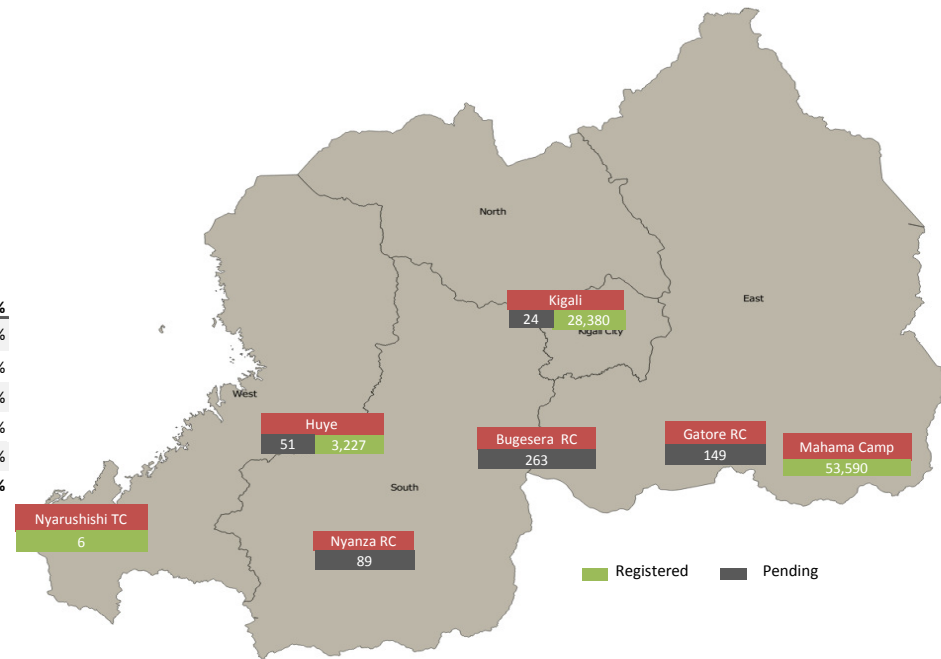 North
%
%
%
%
%
%
%
East
Kigali
24 28,380
Kigali City
West
Huye
51 3,227
Bugesera RC
263
Gatore RC
149
Mahama Camp
53,590
South
Nyarushishi TC
6
Nyanza RC
89
Registered Pending